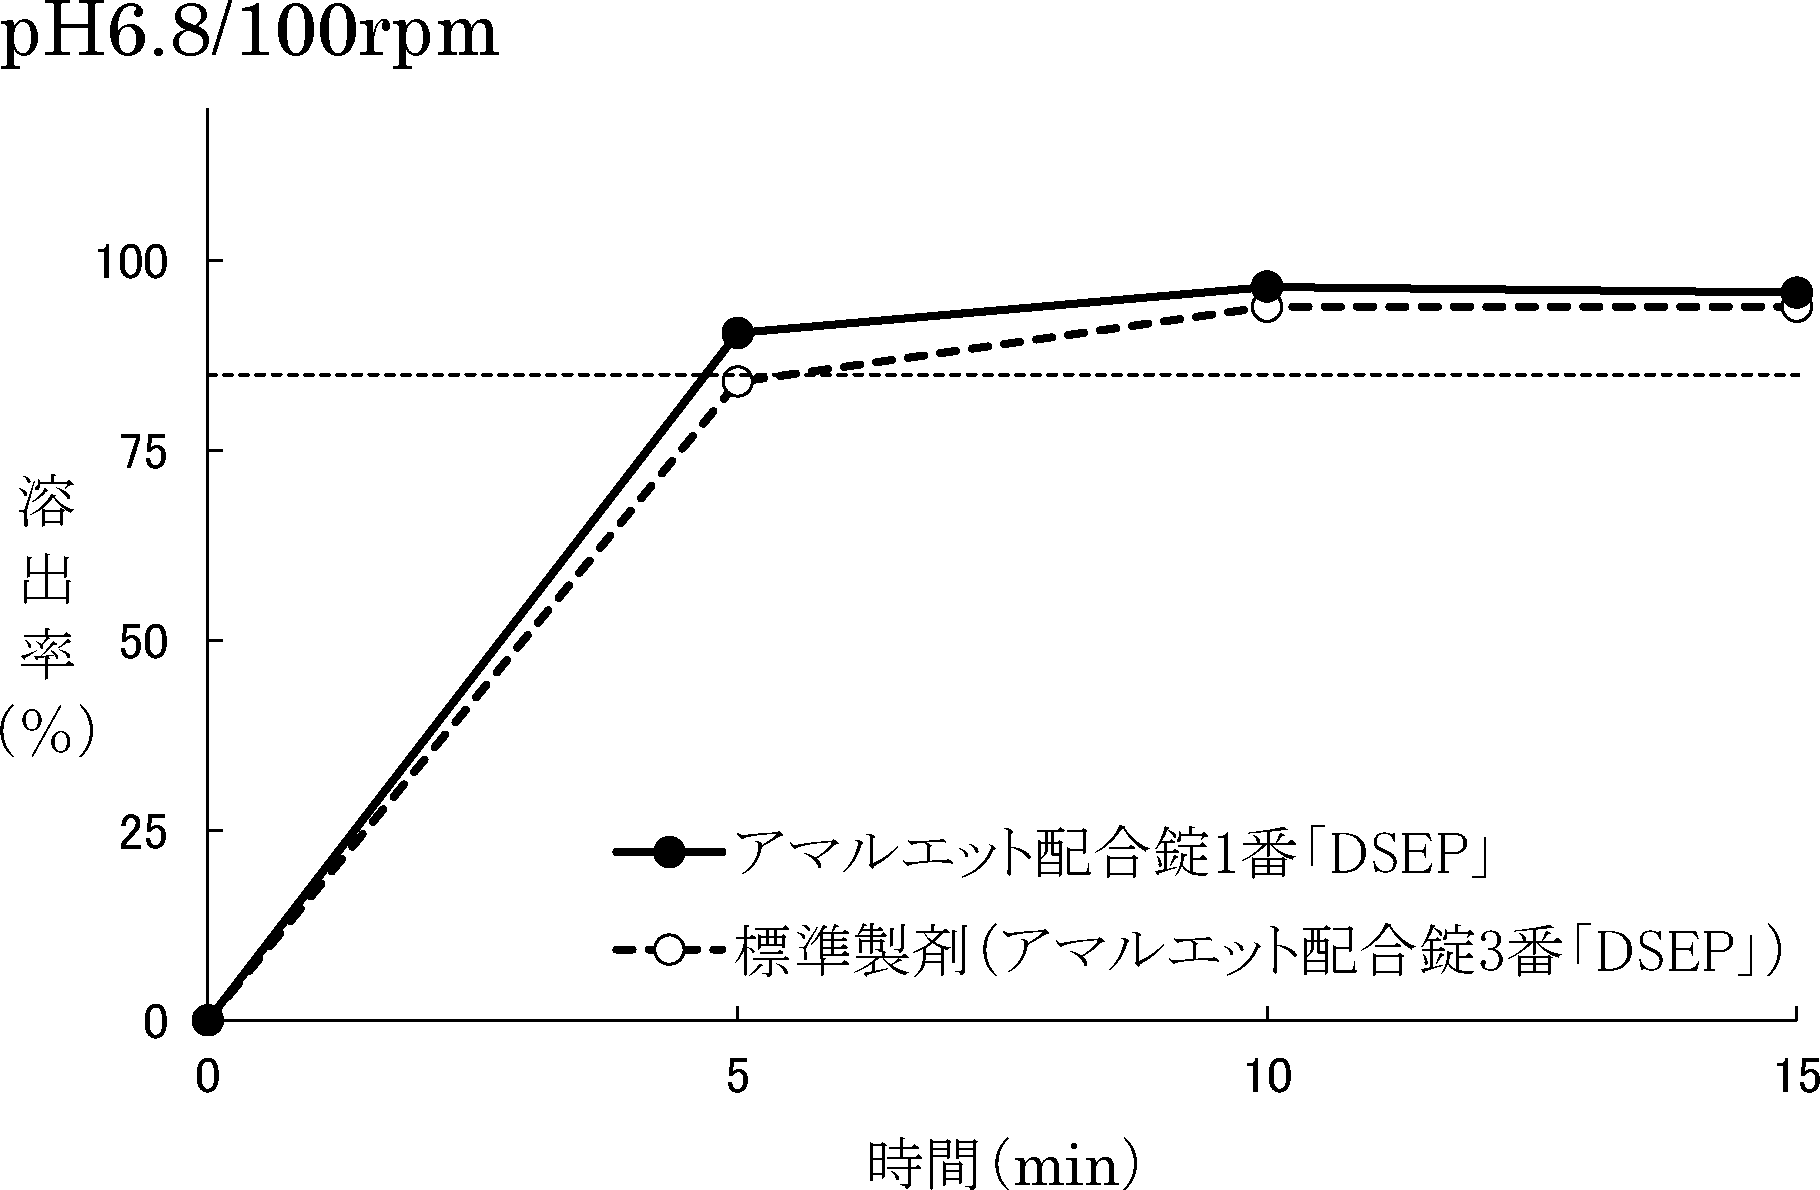 pH6.8/100rpm
100
75
50
25
0
溶出率(%)
アマルエット配合錠1番「DSEP」
標準製剤(アマルエット配合錠3番「DSEP」)
0 5 10 15
時間(min)